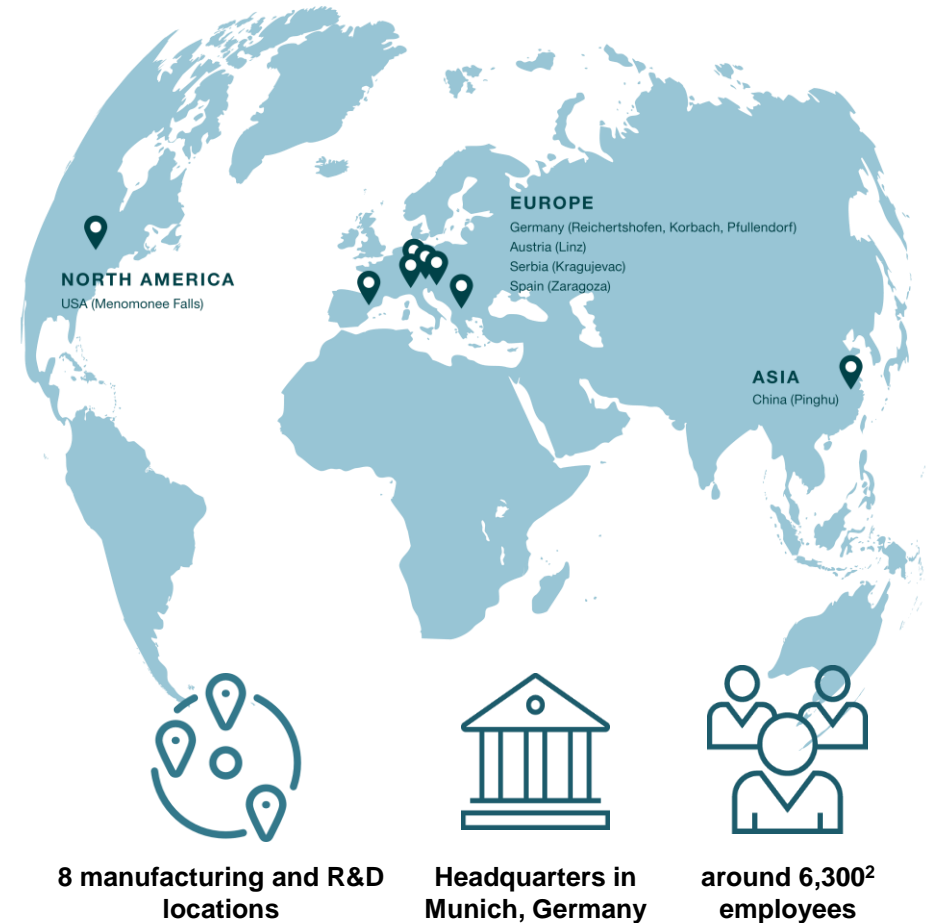 NORTH AMERICA
USA (Menomonee Falls)
EUROPE
Germany (Reichertshofen, Korbach, Pfullendorf)
Austria (Linz)
Serbia (Kragujevac)
Spain (Zaragoza)
ASIA
China (Pinghu)
8 manufacturing and R&D
locations
Headquarters in
Munich, Germany
around 6,300²
employees